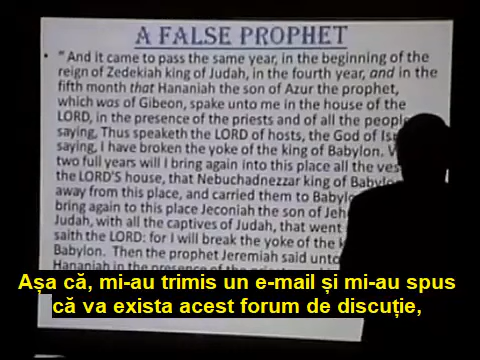 A FALSE PROPHET
• "And it came to pass the same year, in the beginning of the
reign of Zedekiah king of Judah, in the fourth year, and in the
fifth month that Hananiah the son of Azur the prophet,
which was of Gibeon, spake unto me in the house of the
LORD, in the presence of the priests and of all the people
saying, Thus speaketh the LORD of hosts, the God of
saying, I have broken the yoke of the king of Babylon.
two full years will I bring again into this place all the
the LORD'S house, that Nebuchadnezzar king of
away from this place, and carried them to
bring again to this place Jeconiah the son of
Judah, with all the captives of Judah, that went
saith the LORD: for I will break the yoke of the
Babylon. Then the prophet Jeremiah said
Hananiah in the presence of the
Așa că, mi-au trimis un e-mail și mi-au spus
că va exista acest forum de discuție,